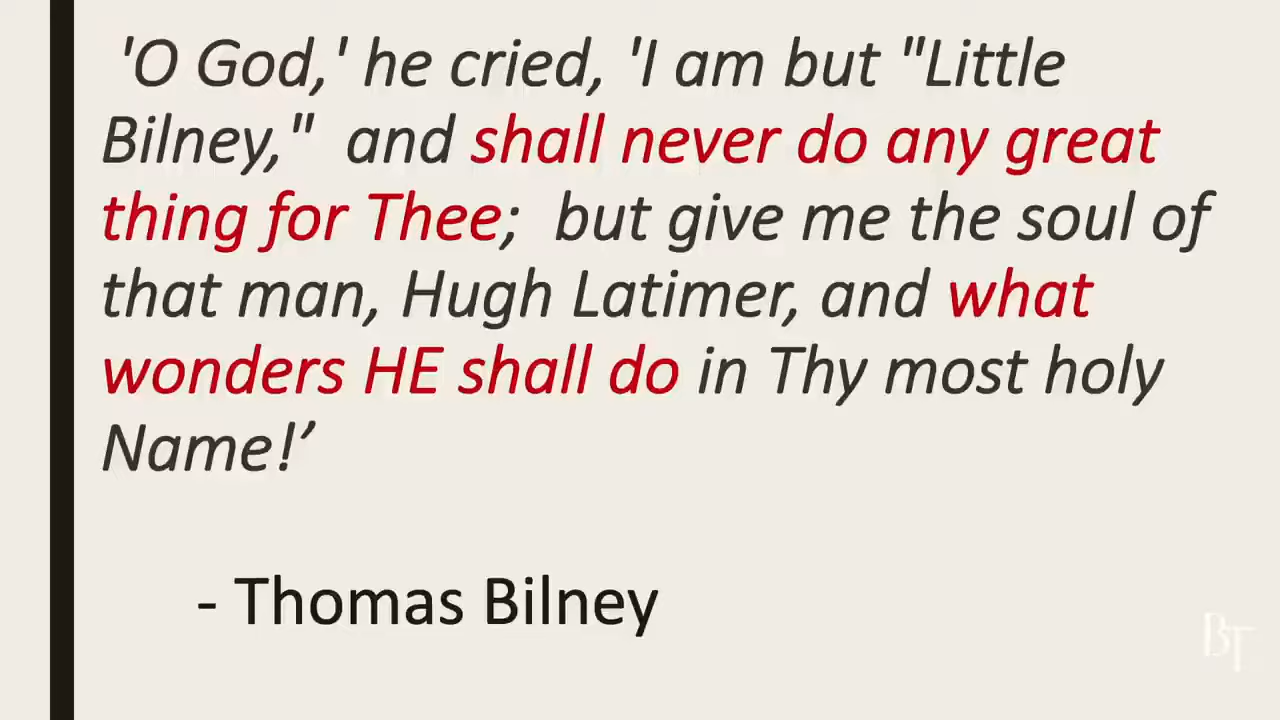 'O God,' he cried, 'I am but "Little
Bilney,"  and shall never do any great
thing for Thee;  but give me the soul of
that man, Hugh Latimer, and what
wonders HE shall do in Thy most holy
Name!’
- Thomas Bilney
BT